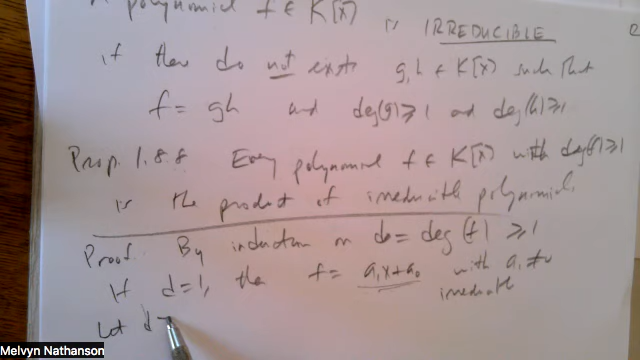 A polynomial f ∈ K[x] is IRREDUCIBLE
if there do not exist g, h ∈ K[x] such that
f = gh and deg(g) ≥ 1 and deg(h) ≥ 1
Prop. 1.8.8 Every polynomial f ∈ K[x] with deg(f) ≥ 1
is the product of irreducible polynomials.
Proof. By induction on d = deg(f) ≥ 1
If d = 1, then f = a₁x + a₀ with a₁ ≠ 0
irreducible
Let d
Melvyn Nathanson